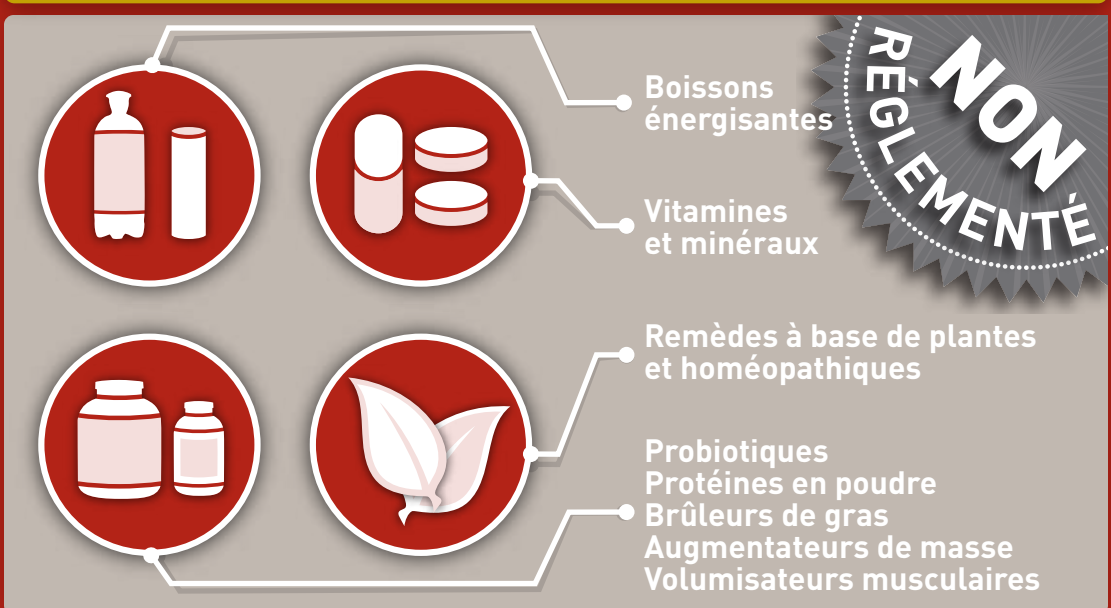 NON
RÉGLEMENTÉ
Boissons
énergisantes
Vitamines
et minéraux
Remèdes à base de plantes
et homéopathiques
Probiotiques
Protéines en poudre
Brûleurs de gras
Augmentateurs de masse
Volumisateurs musculaires